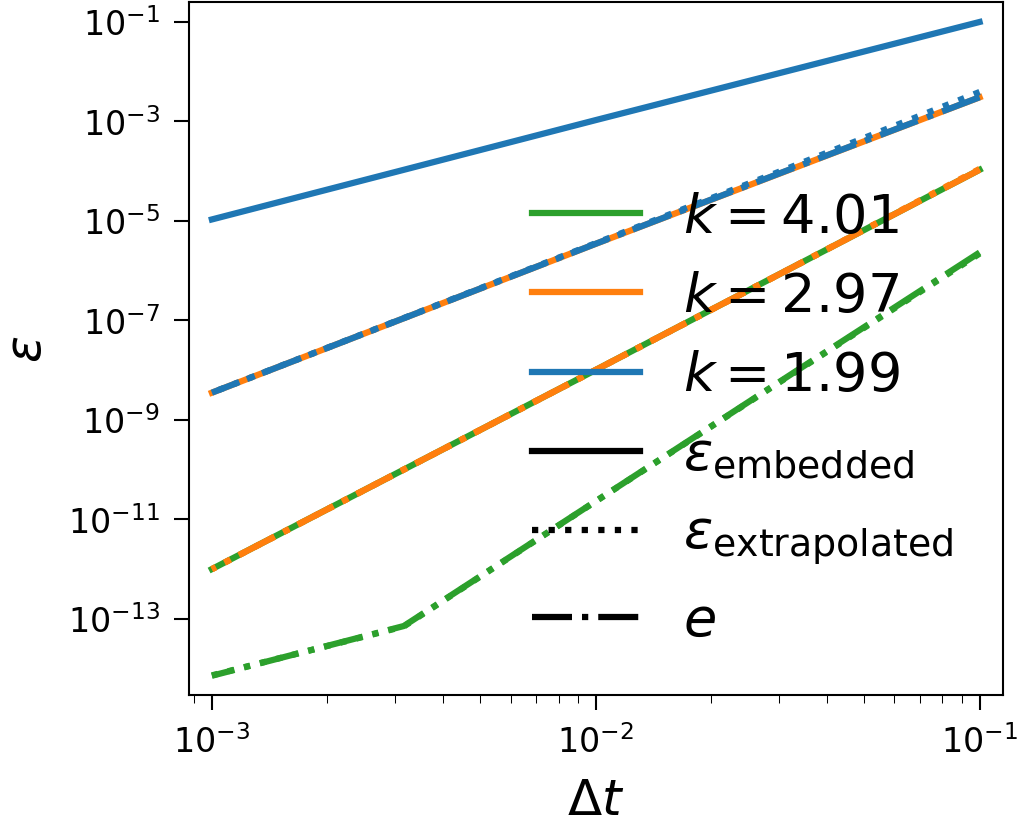 10⁻¹
10⁻³
10⁻⁵
10⁻⁷
10⁻⁹
10⁻¹¹
10⁻¹³
ε
k = 4.01
k = 2.97
k = 1.99
ε_embedded
ε_extrapolated
e
10⁻³
10⁻²
10⁻¹
Δt